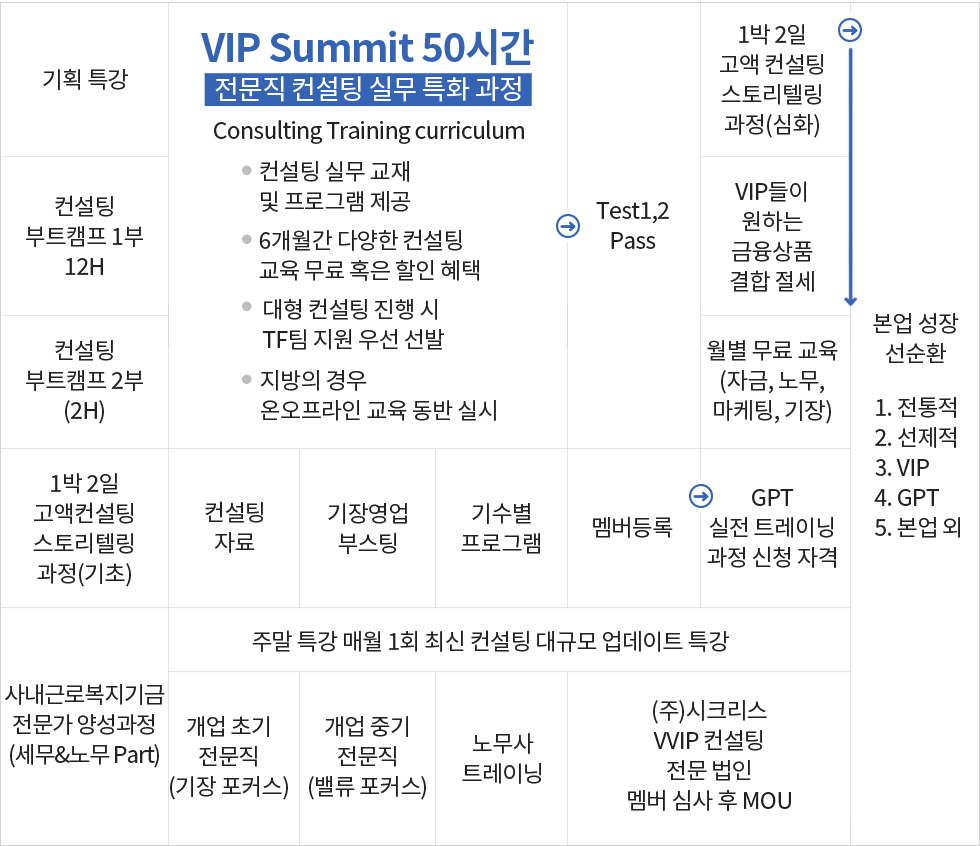 기획 특강
VIP Summit 50시간
전문직 컨설팅 실무 특화 과정
Consulting Training curriculum
컨설팅 실무 교재
및 프로그램 제공
6개월간 다양한 컨설팅
교육 무료 혹은 할인 혜택
대형 컨설팅 진행 시
TF팀 지원 우선 선발
지방의 경우
온오프라인 교육 동반 실시
Test1,2
Pass
1박 2일
고액 컨설팅
스토리텔링
과정(심화)
컨설팅
부트캠프 1부
12H
VIP들이
원하는
금융상품
결합 절세
컨설팅
부트캠프 2부
(2H)
월별 무료 교육
(자금, 노무,
마케팅, 기장)
본업 성장
선순환
1. 전통적
2. 선제적
3. VIP
4. GPT
5. 본업 외
1박 2일
고액컨설팅
스토리텔링
과정(기초)
컨설팅
자료
기장영업
부스팅
기수별
프로그램
멤버등록
GPT
실전 트레이닝
과정 신청 자격
주말 특강 매월 1회 최신 컨설팅 대규모 업데이트 특강
사내근로복지기금
전문가 양성과정
(세무&노무 Part)
개업 초기
전문직
(기장 포커스)
개업 중기
전문직
(밸류 포커스)
노무사
트레이닝
(주)시크리스
VVIP 컨설팅
전문 법인
멤버 심사 후 MOU